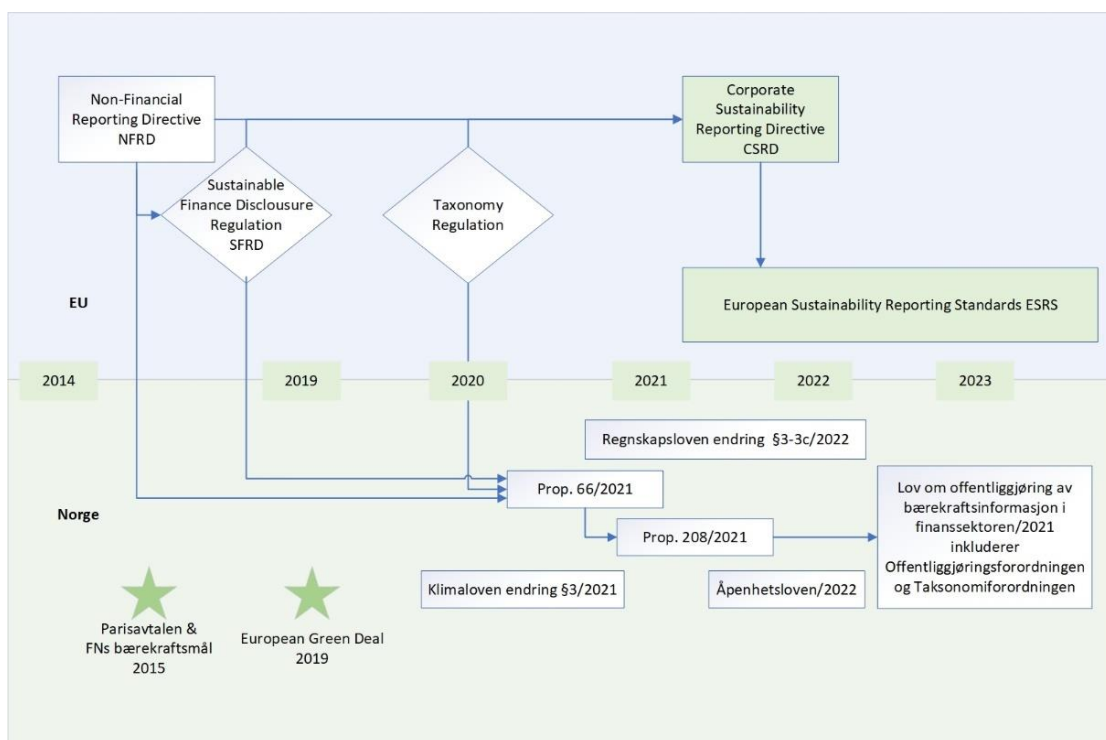 Non-Financial
Reporting Directive
NFRD
Corporate
Sustainability
Reporting Directive
CSRD
Sustainable
Finance Disclousure
Regulation
SFRD
Taxonomy
Regulation
EU
European Sustainability Reporting Standards ESRS
2014
2019
2020
2021
2022
2023
Regnskapsloven endring §3-3c/2022
Prop. 66/2021
Norge
Prop. 208/2021
Lov om offentliggjøring av
bærekraftsinformasjon i
finanssektoren/2021
inkluderer
Offentliggjøringsforordningen
og Taksonomiforordningen
Klimaloven endring §3/2021
Åpenhetsloven/2022
Parisavtalen &
FNs bærekraftsmål
2015
European Green Deal
2019